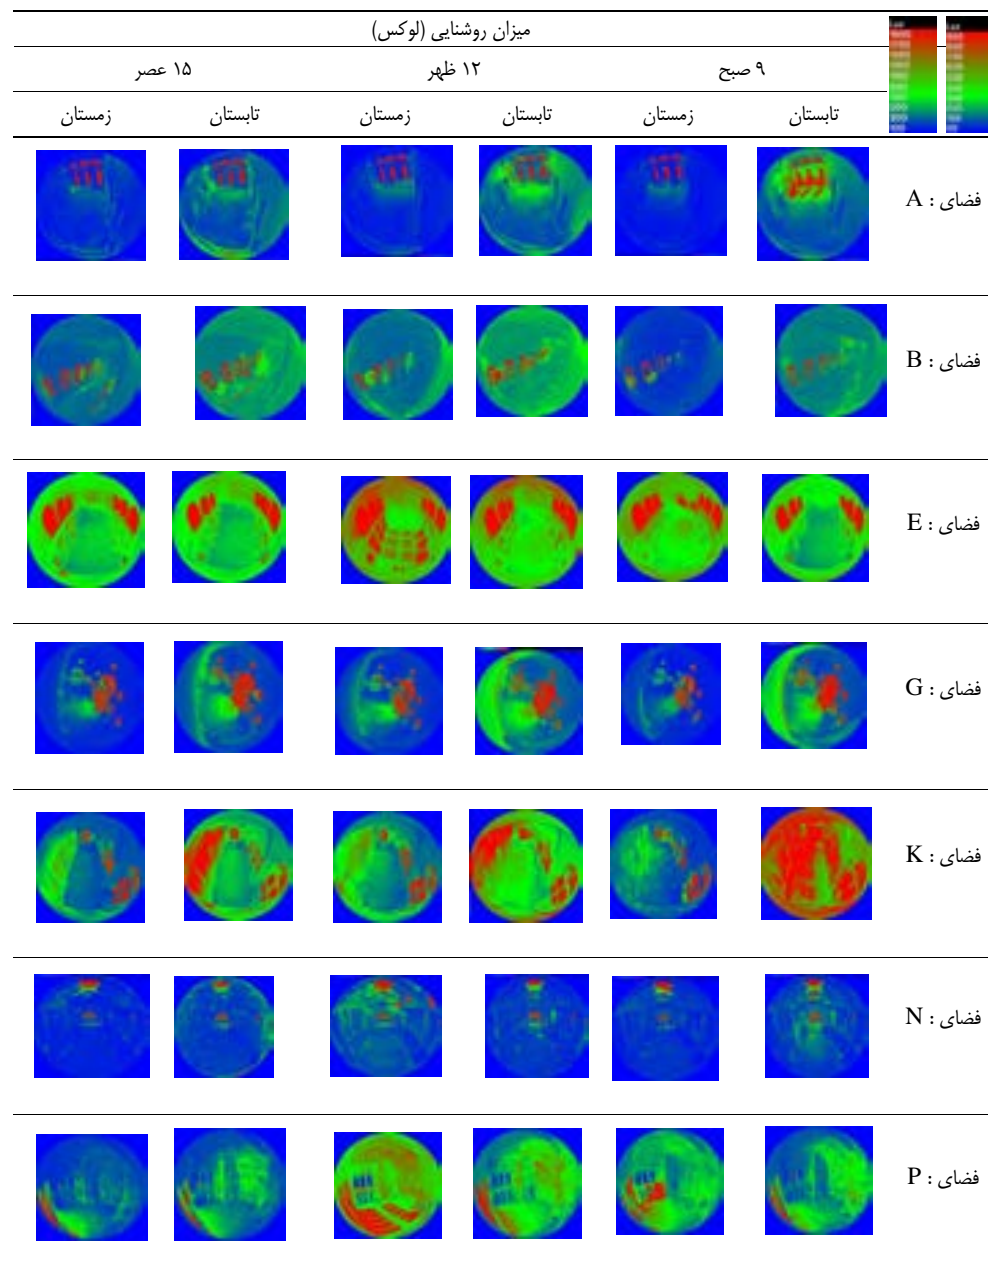 میزان روشنایی (لوکس)
۹ صبح ۱۲ ظهر ۱۵ عصر
تابستان زمستان تابستان زمستان تابستان زمستان
فضای : A
فضای : B
فضای : E
فضای : G
فضای : K
فضای : N
فضای : P